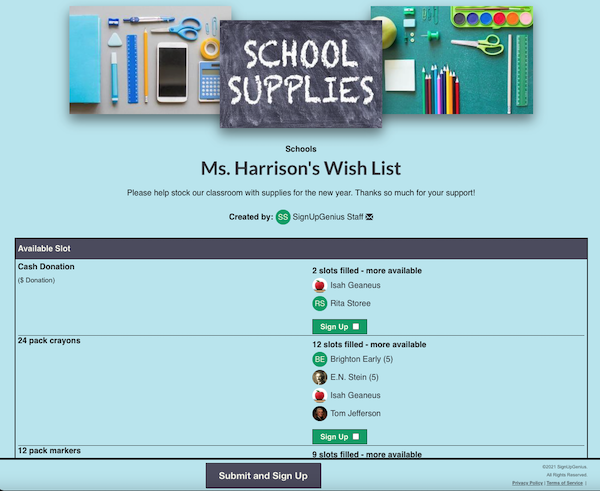 SCHOOL
SUPPLIES
Schools
Ms. Harrison's Wish List
Please help stock our classroom with supplies for the new year. Thanks so much for your support!
Created by: SS SignUpGenius Staff
Available Slot
Cash Donation
($ Donation)
2 slots filled - more available
Isah Geaneus
RS Rita Storee
Sign Up
24 pack crayons
12 slots filled - more available
BE Brighton Early (5)
E.N. Stein (5)
Isah Geaneus
Tom Jefferson
Sign Up
12 pack markers
9 slots filled - more available
Submit and Sign Up
©2021 SignUpGenius
All Rights Reserved
Privacy Policy | Terms of Service |